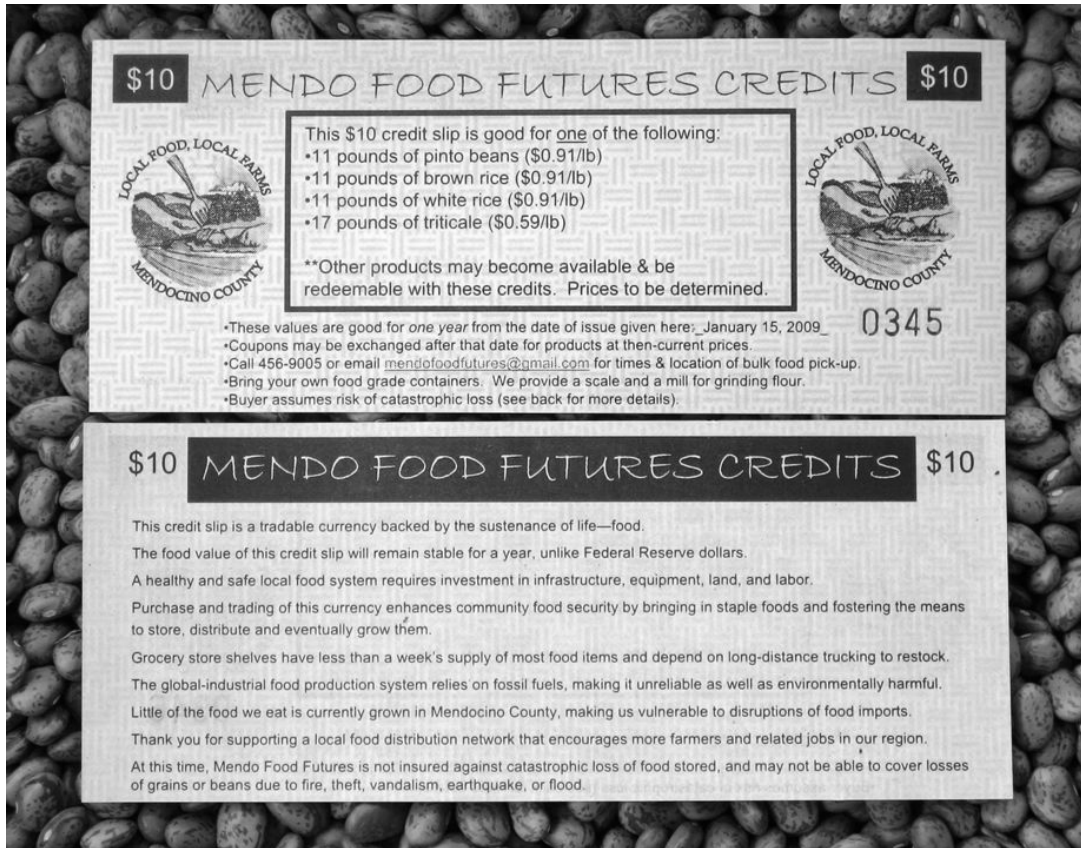 $10 MENDO FOOD FUTURES CREDITS $10
LOCAL FOOD, LOCAL FARMS
MENDOCINO COUNTY
This $10 credit slip is good for one of the following:
•11 pounds of pinto beans ($0.91/lb)
•11 pounds of brown rice ($0.91/lb)
•11 pounds of white rice ($0.91/lb)
•17 pounds of triticale ($0.59/lb)
**Other products may become available & be
redeemable with these credits. Prices to be determined.
LOCAL FOOD, LOCAL FARMS
MENDOCINO COUNTY
0345
•These values are good for one year from the date of issue given here:_January 15, 2009_
•Coupons may be exchanged after that date for products at then-current prices.
•Call 456-9005 or email mendofoodfutures@gmail.com for times & location of bulk food pick-up.
•Bring your own food grade containers. We provide a scale and a mill for grinding flour.
•Buyer assumes risk of catastrophic loss (see back for more details).
$10 MENDO FOOD FUTURES CREDITS $10
This credit slip is a tradable currency backed by the sustenance of life—food.
The food value of this credit slip will remain stable for a year, unlike Federal Reserve dollars.
A healthy and safe local food system requires investment in infrastructure, equipment, land, and labor.
Purchase and trading of this currency enhances community food security by bringing in staple foods and fostering the means
to store, distribute and eventually grow them.
Grocery store shelves have less than a week's supply of most food items and depend on long-distance trucking to restock.
The global-industrial food production system relies on fossil fuels, making it unreliable as well as environmentally harmful.
Little of the food we eat is currently grown in Mendocino County, making us vulnerable to disruptions of food imports.
Thank you for supporting a local food distribution network that encourages more farmers and related jobs in our region.
At this time, Mendo Food Futures is not insured against catastrophic loss of food stored, and may not be able to cover losses
of grains or beans due to fire, theft, vandalism, earthquake, or flood.